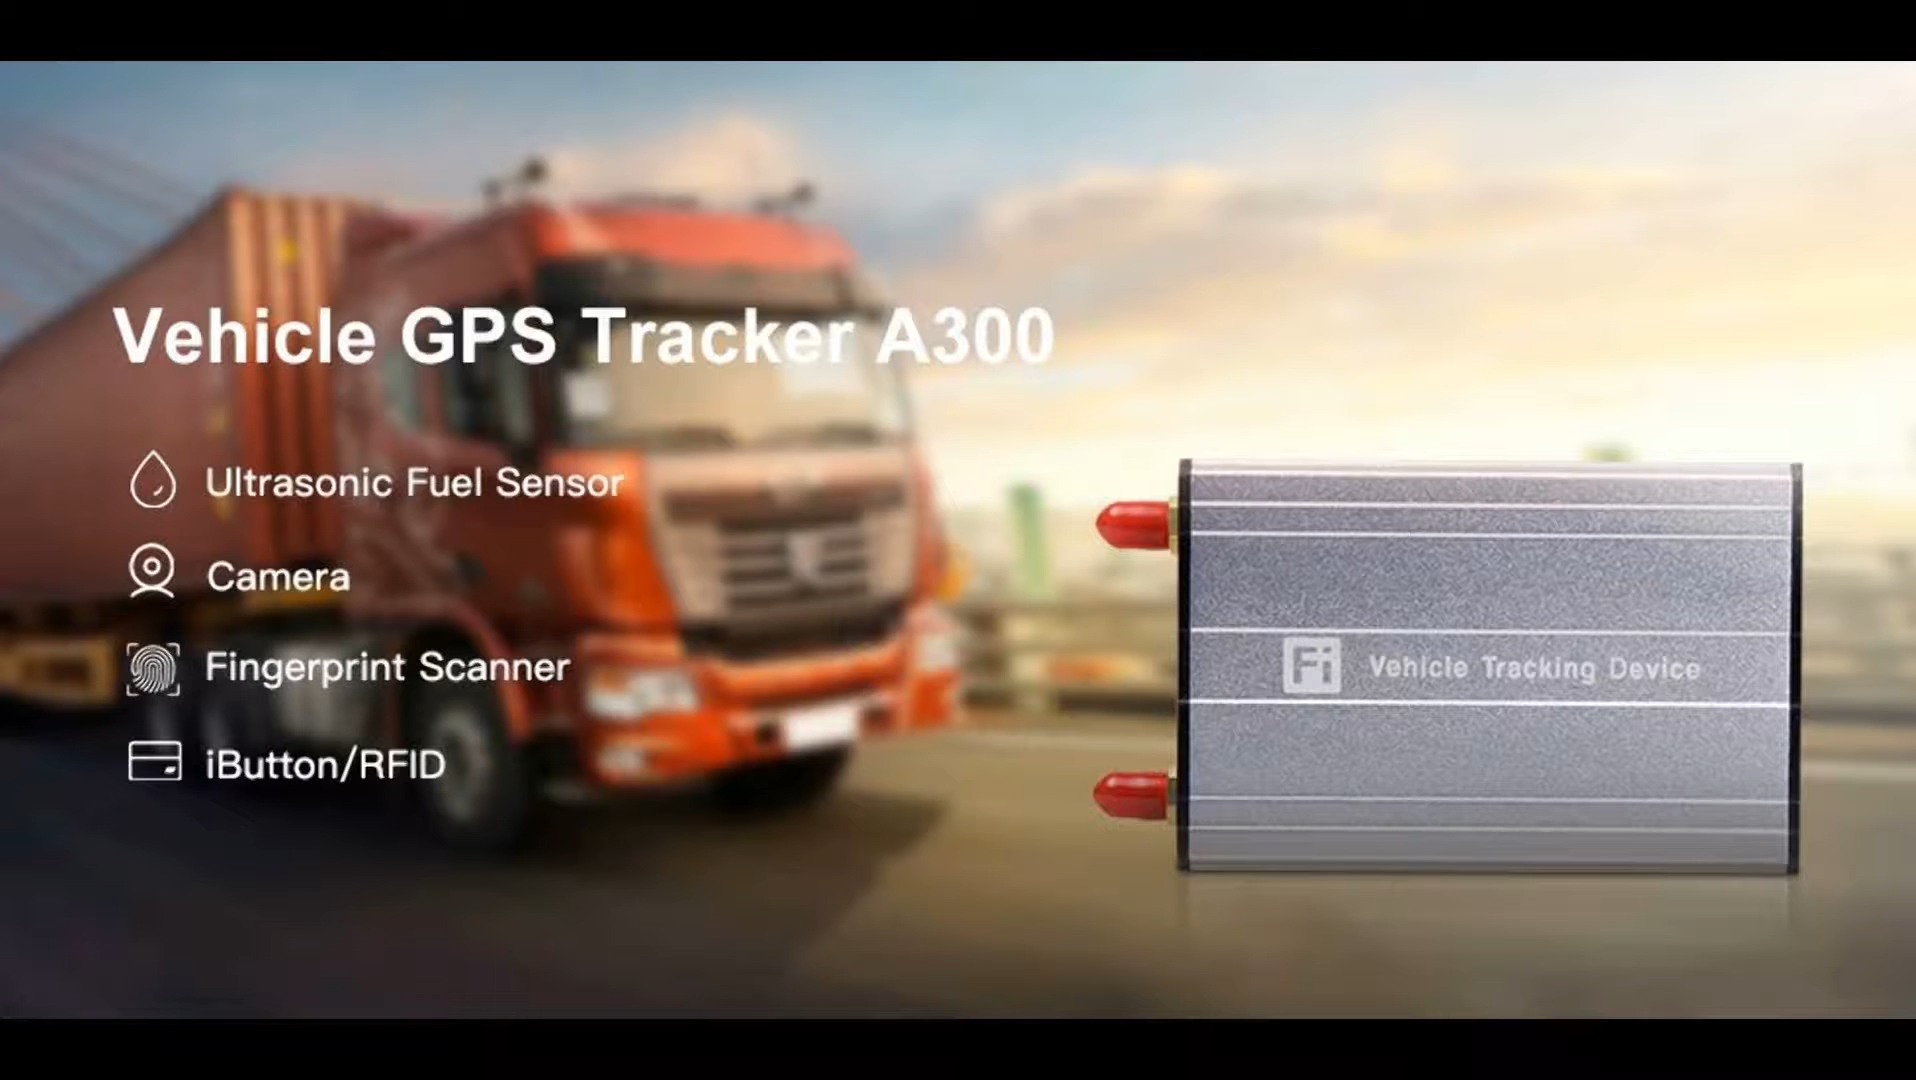 Vehicle GPS Tracker A300
Ultrasonic Fuel Sensor
Camera
Fingerprint Scanner
iButton/RFID
Fi Vehicle Tracking Device